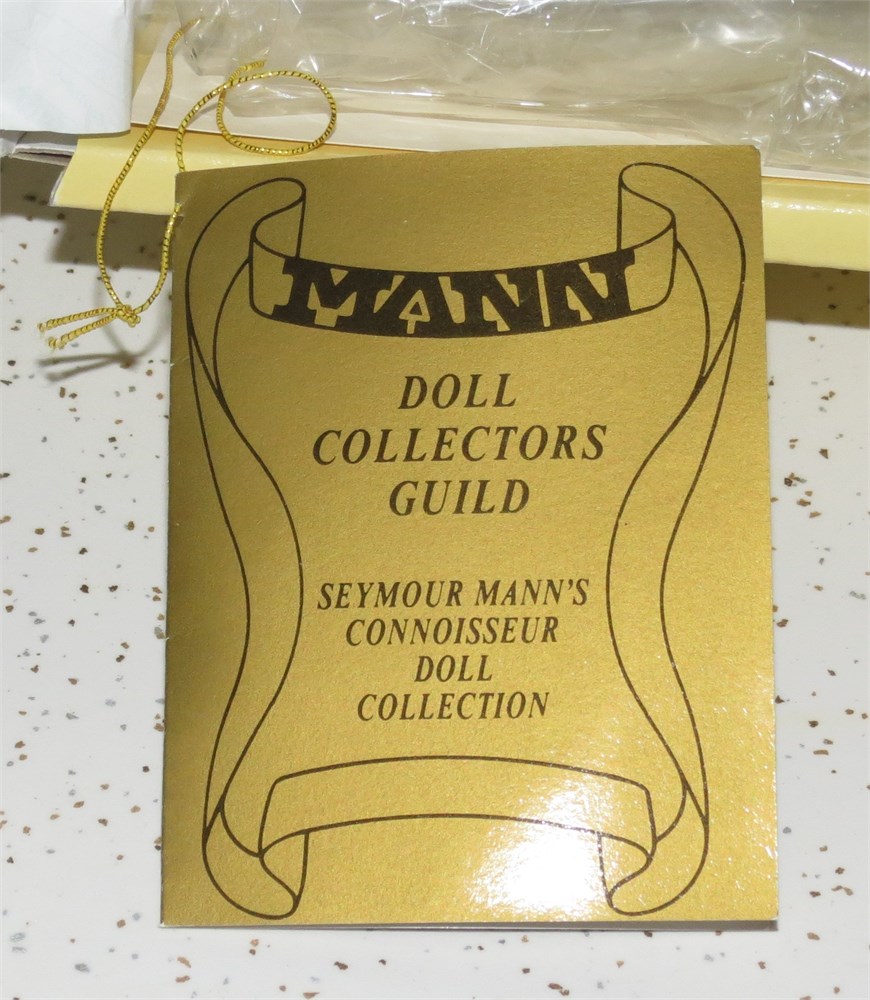 MANN
DOLL
COLLECTORS
GUILD
SEYMOUR MANN'S
CONNOISSEUR
DOLL
COLLECTION